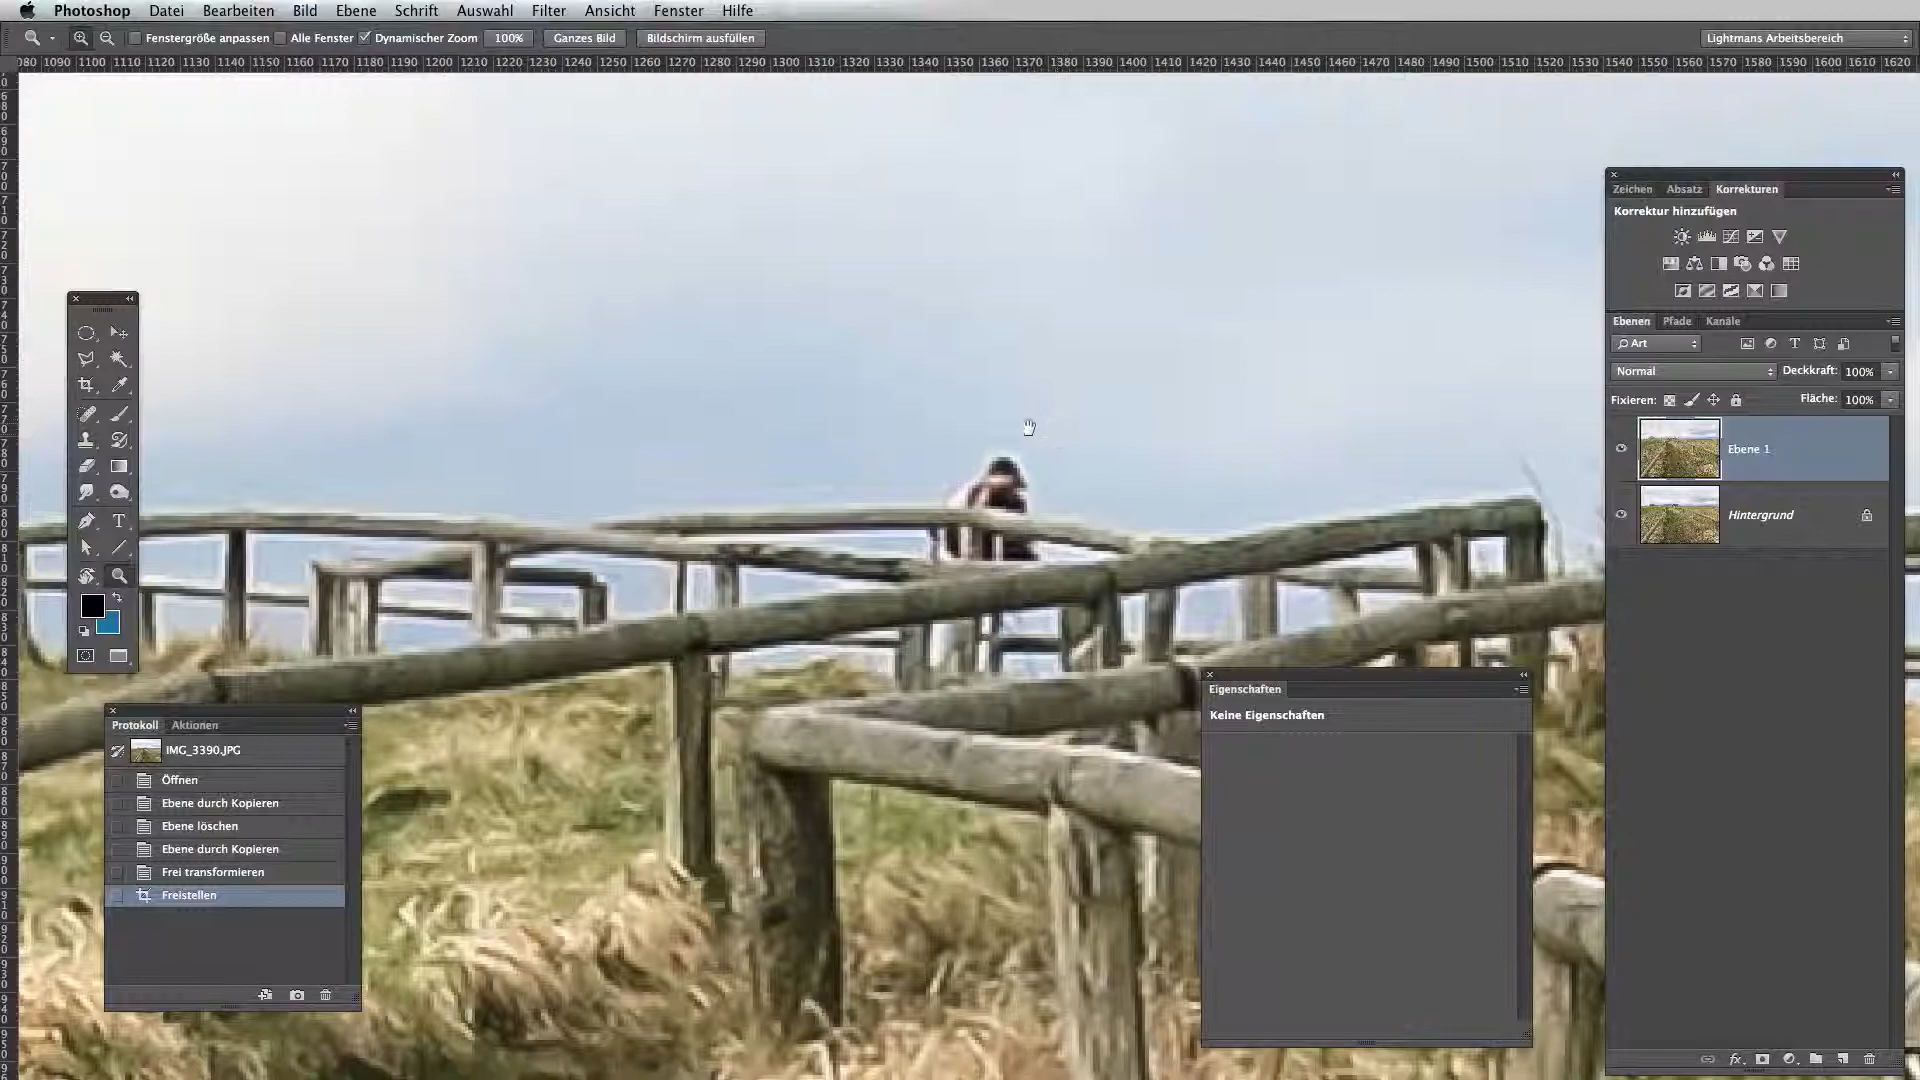 Photoshop Datei Bearbeiten Bild Ebene Schrift Auswahl Filter Ansicht Fenster Hilfe
Fenstergröße anpassen Alle Fenster Dynamischer Zoom 100% Ganzes Bild Bildschirm ausfüllen Lightmans Arbeitsbereich
080 1090 1100 1110 1120 1130 1140 1150 1160 1170 1180 1190 1200 1210 1220 1230 1240 1250 1260 1270 1280 1290 1300 1310 1320 1330 1340 1350 1360 1370 1380 1390 1400 1410 1420 1430 1440 1450 1460 1470 1480 1490 1500 1510 1520 1530 1540 1550 1560 1570 1580 1590 1600 1610 1620
Zeichen Absatz Korrekturen
Korrektur hinzufügen
Ebenen Pfade Kanäle
Art
Normal Deckkraft: 100%
Fixieren: Fläche: 100%
Ebene 1
Hintergrund
Protokoll Aktionen
IMG_3390.JPG
Öffnen
Ebene durch Kopieren
Ebene löschen
Ebene durch Kopieren
Frei transformieren
Freistellen
Eigenschaften
Keine Eigenschaften